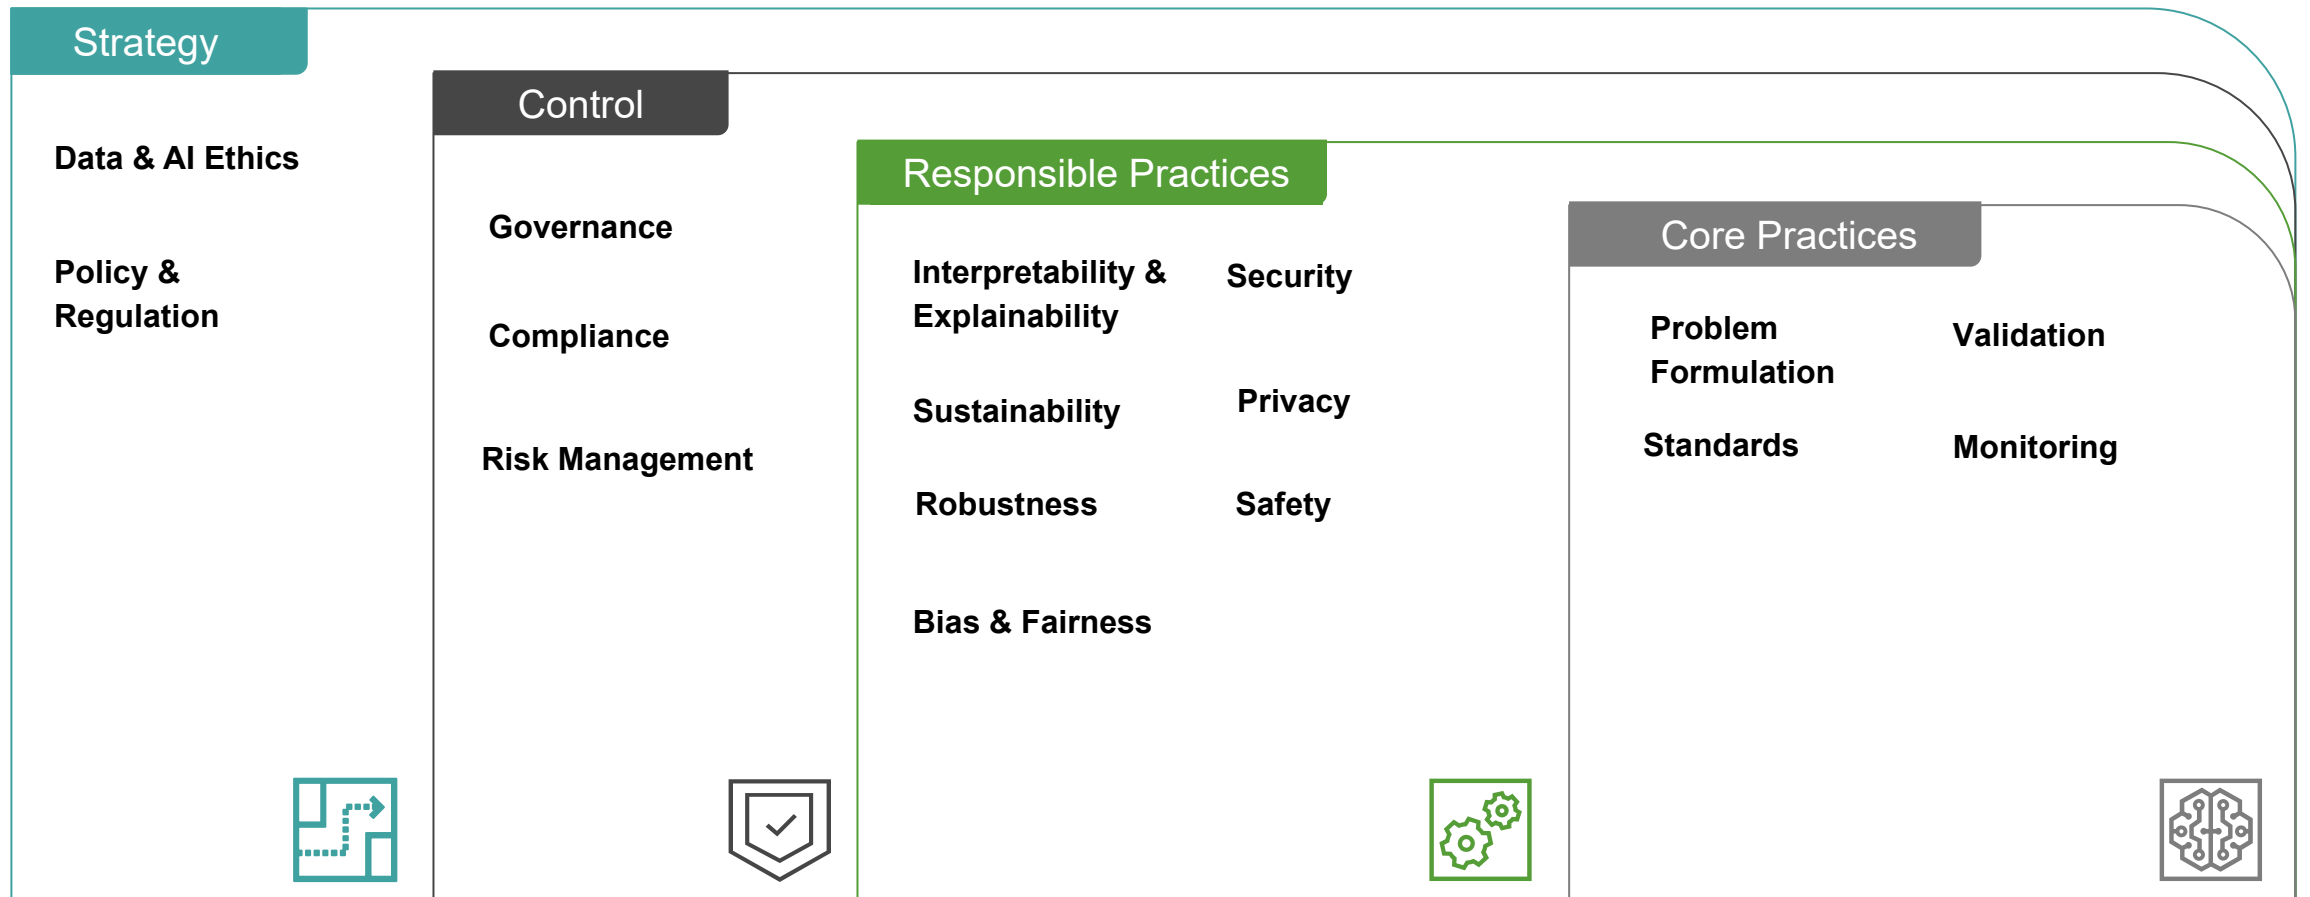 Strategy
Data & AI Ethics
Policy &
Regulation
Control
Governance
Compliance
Risk Management
Responsible Practices
Interpretability &
Explainability
Sustainability
Robustness
Bias & Fairness
Security
Privacy
Safety
Core Practices
Problem
Formulation
Standards
Validation
Monitoring